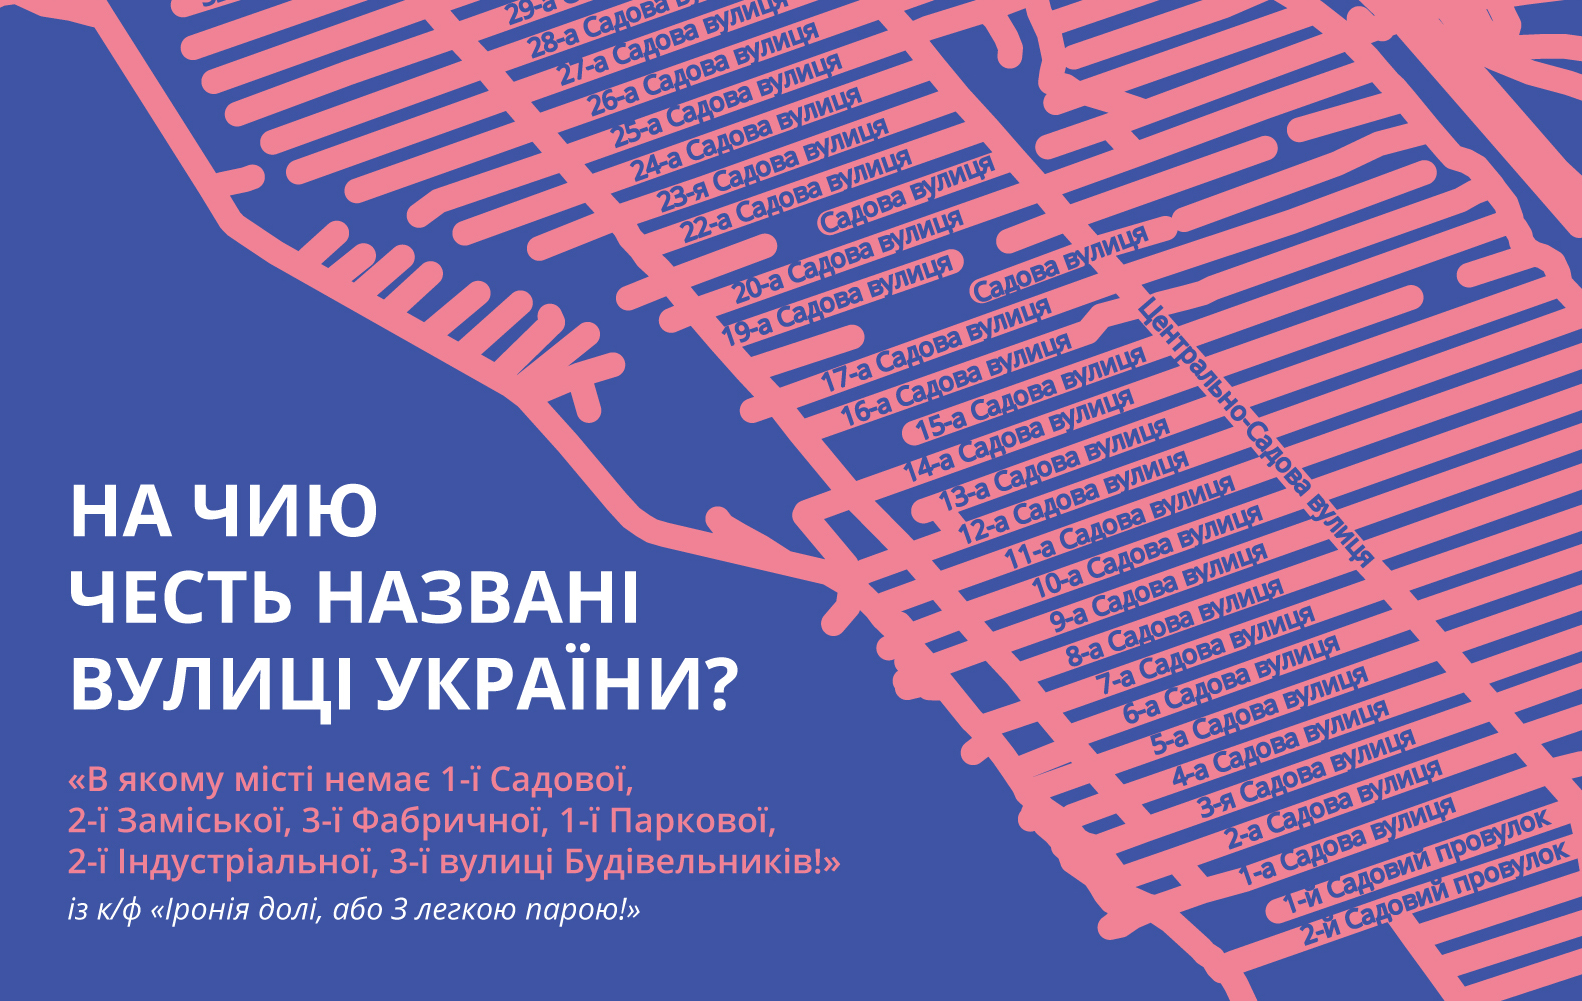 29-а С
28-а Садова ву
27-а Садова вулиця
26-а Садова вулиця
25-а Садова вулиця
24-а Садова вулиця
23-я Садова вулиця
22-а Садова вулиця
Садова вулиця
20-а Садова вулиця
19-а Садова вулиця
Садова вулиця
17-а Садова вулиця
16-а Садова вулиця
15-а Садова вулиця
14-а Садова вулиця
13-а Садова вулиця
12-а Садова вулиця
11-а Садова вулиця
10-а Садова вулиця
9-а Садова вулиця
8-а Садова вулиця
7-а Садова вулиця
6-а Садова вулиця
5-а Садова вулиця
4-а Садова вулиця
3-я Садова вулиця
2-а Садова вулиця
1-а Садова вулиця
1-й Садовий провулок
2-й Садовий провулок
Центрально-Садова вулиця
НА ЧИЮ
ЧЕСТЬ НАЗВАНІ
ВУЛИЦІ УКРАЇНИ?
«В якому місті немає 1-ї Садової,
2-ї Заміської, 3-ї Фабричної, 1-ї Паркової,
2-ї Індустріальної, 3-ї вулиці Будівельників!»
із к/ф «Іронія долі, або З легкою парою!»